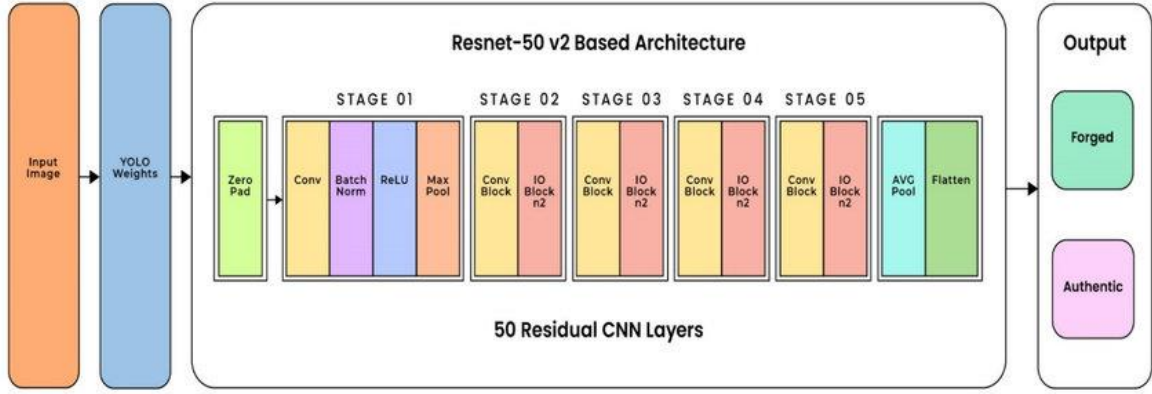 Input
Image
YOLO
Weights
Resnet-50 v2 Based Architecture
STAGE 01
STAGE 02
STAGE 03
STAGE 04
STAGE 05
Zero
Pad
Conv
Batch
Norm
ReLU
Max
Pool
Conv
Block
IO
Block
n2
Conv
Block
IO
Block
n2
Conv
Block
IO
Block
n2
Conv
Block
IO
Block
n2
AVG
Pool
Flatten
50 Residual CNN Layers
Output
Forged
Authentic